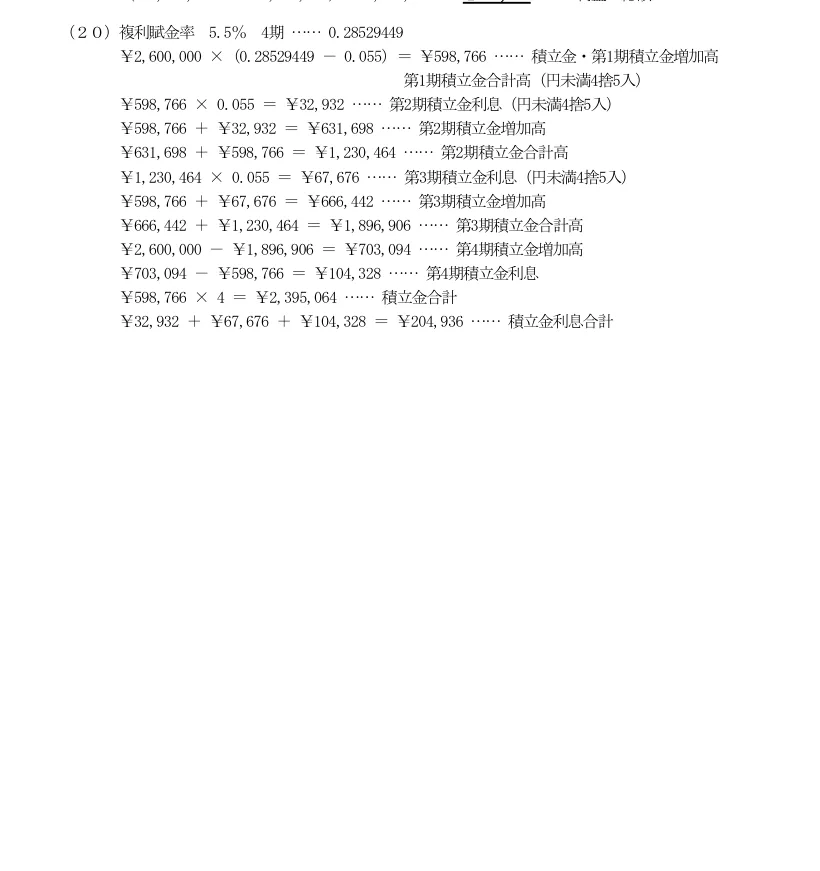 （２０）複利賦金率　5.5％　4期 …… 0.28529449
￥2,600,000 × (0.28529449 － 0.055) ＝ ￥598,766 …… 積立金・第1期積立金増加高
第1期積立金合計高（円未満4捨5入）
￥598,766 × 0.055 ＝ ￥32,932 …… 第2期積立金利息（円未満4捨5入）
￥598,766 ＋ ￥32,932 ＝ ￥631,698 …… 第2期積立金増加高
￥631,698 ＋ ￥598,766 ＝ ￥1,230,464 …… 第2期積立金合計高
￥1,230,464 × 0.055 ＝ ￥67,676 …… 第3期積立金利息（円未満4捨5入）
￥598,766 ＋ ￥67,676 ＝ ￥666,442 …… 第3期積立金増加高
￥666,442 ＋ ￥1,230,464 ＝ ￥1,896,906 …… 第3期積立金合計高
￥2,600,000 － ￥1,896,906 ＝ ￥703,094 …… 第4期積立金増加高
￥703,094 － ￥598,766 ＝ ￥104,328 …… 第4期積立金利息
￥598,766 × 4 ＝ ￥2,395,064 …… 積立金合計
￥32,932 ＋ ￥67,676 ＋ ￥104,328 ＝ ￥204,936 …… 積立金利息合計